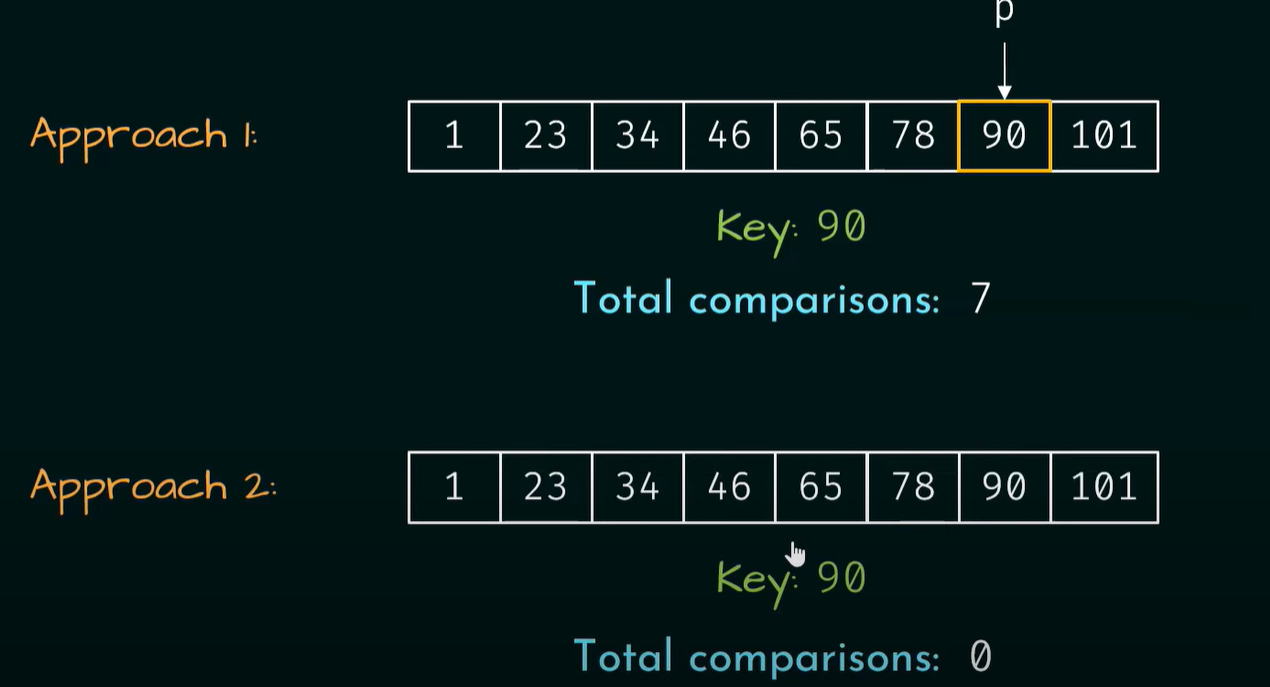 p
Approach 1:
1 23 34 46 65 78 90 101
Key: 90
Total comparisons: 7
Approach 2:
1 23 34 46 65 78 90 101
Key: 90
Total comparisons: 0